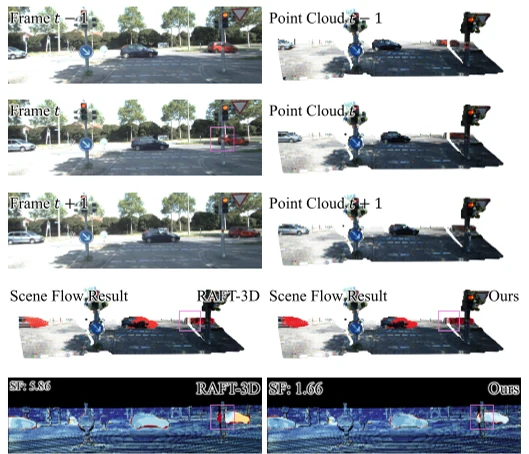 Frame t − 1
Point Cloud t − 1
Frame t
Point Cloud t
Frame t + 1
Point Cloud t + 1
Scene Flow Result RAFT-3D
Scene Flow Result Ours
SF: 5.86 RAFT-3D
SF: 1.66 Ours